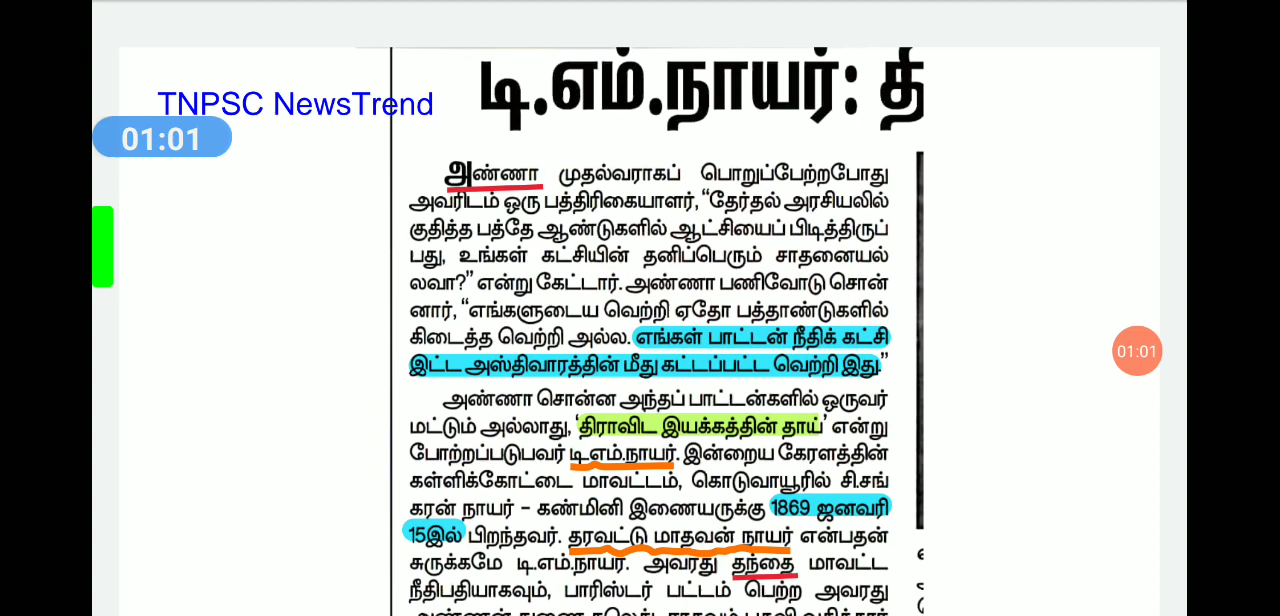 டி.எம்.நாயர்: தி
TNPSC NewsTrend
01:01
அண்ணா முதல்வராகப் பொறுப்பேற்றபோது
அவரிடம் ஒரு பத்திரிகையாளர், “தேர்தல் அரசியலில்
குதித்த பத்தே ஆண்டுகளில் ஆட்சியைப் பிடித்திருப்
பது, உங்கள் கட்சியின் தனிப்பெரும் சாதனையல்
லவா?” என்று கேட்டார். அண்ணா பணிவோடு சொன்
னார், “எங்களுடைய வெற்றி ஏதோ பத்தாண்டுகளில்
கிடைத்த வெற்றி அல்ல. எங்கள் பாட்டன் நீதிக் கட்சி
இட்ட அஸ்திவாரத்தின் மீது கட்டப்பட்ட வெற்றி இது.”
01:01
அண்ணா சொன்ன அந்தப் பாட்டன்களில் ஒருவர்
மட்டும் அல்லாது, ‘திராவிட இயக்கத்தின் தாய்’ என்று
போற்றப்படுபவர் டி.எம்.நாயர். இன்றைய கேரளத்தின்
கள்ளிக்கோட்டை மாவட்டம், கொடுவாயூரில் சி.சங்
கரன் நாயர் – கண்மினி இணையருக்கு 1869 ஜனவரி
15இல் பிறந்தவர். தரவட்டு மாதவன் நாயர் என்பதன்
சுருக்கமே டி.எம்.நாயர். அவரது தந்தை மாவட்ட
நீதிபதியாகவும், பாரிஸ்டர் பட்டம் பெற்ற அவரது